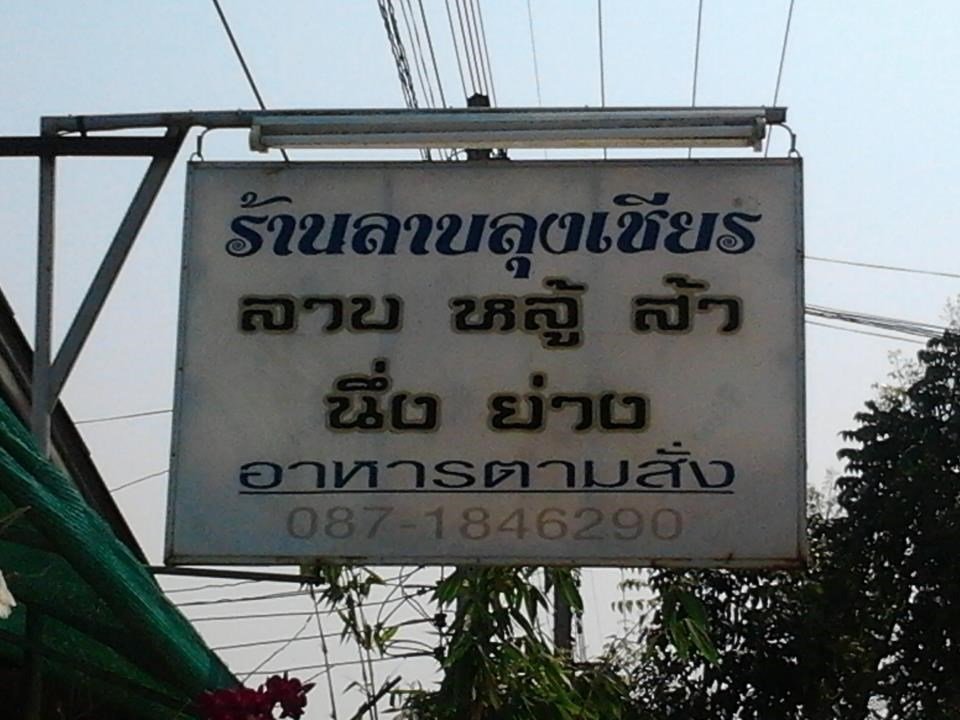 ร้านลาบลุงเชียร
ลาบ หลู้ ส้า
นึ่ง ย่าง
อาหารตามสั่ง
087-1846290